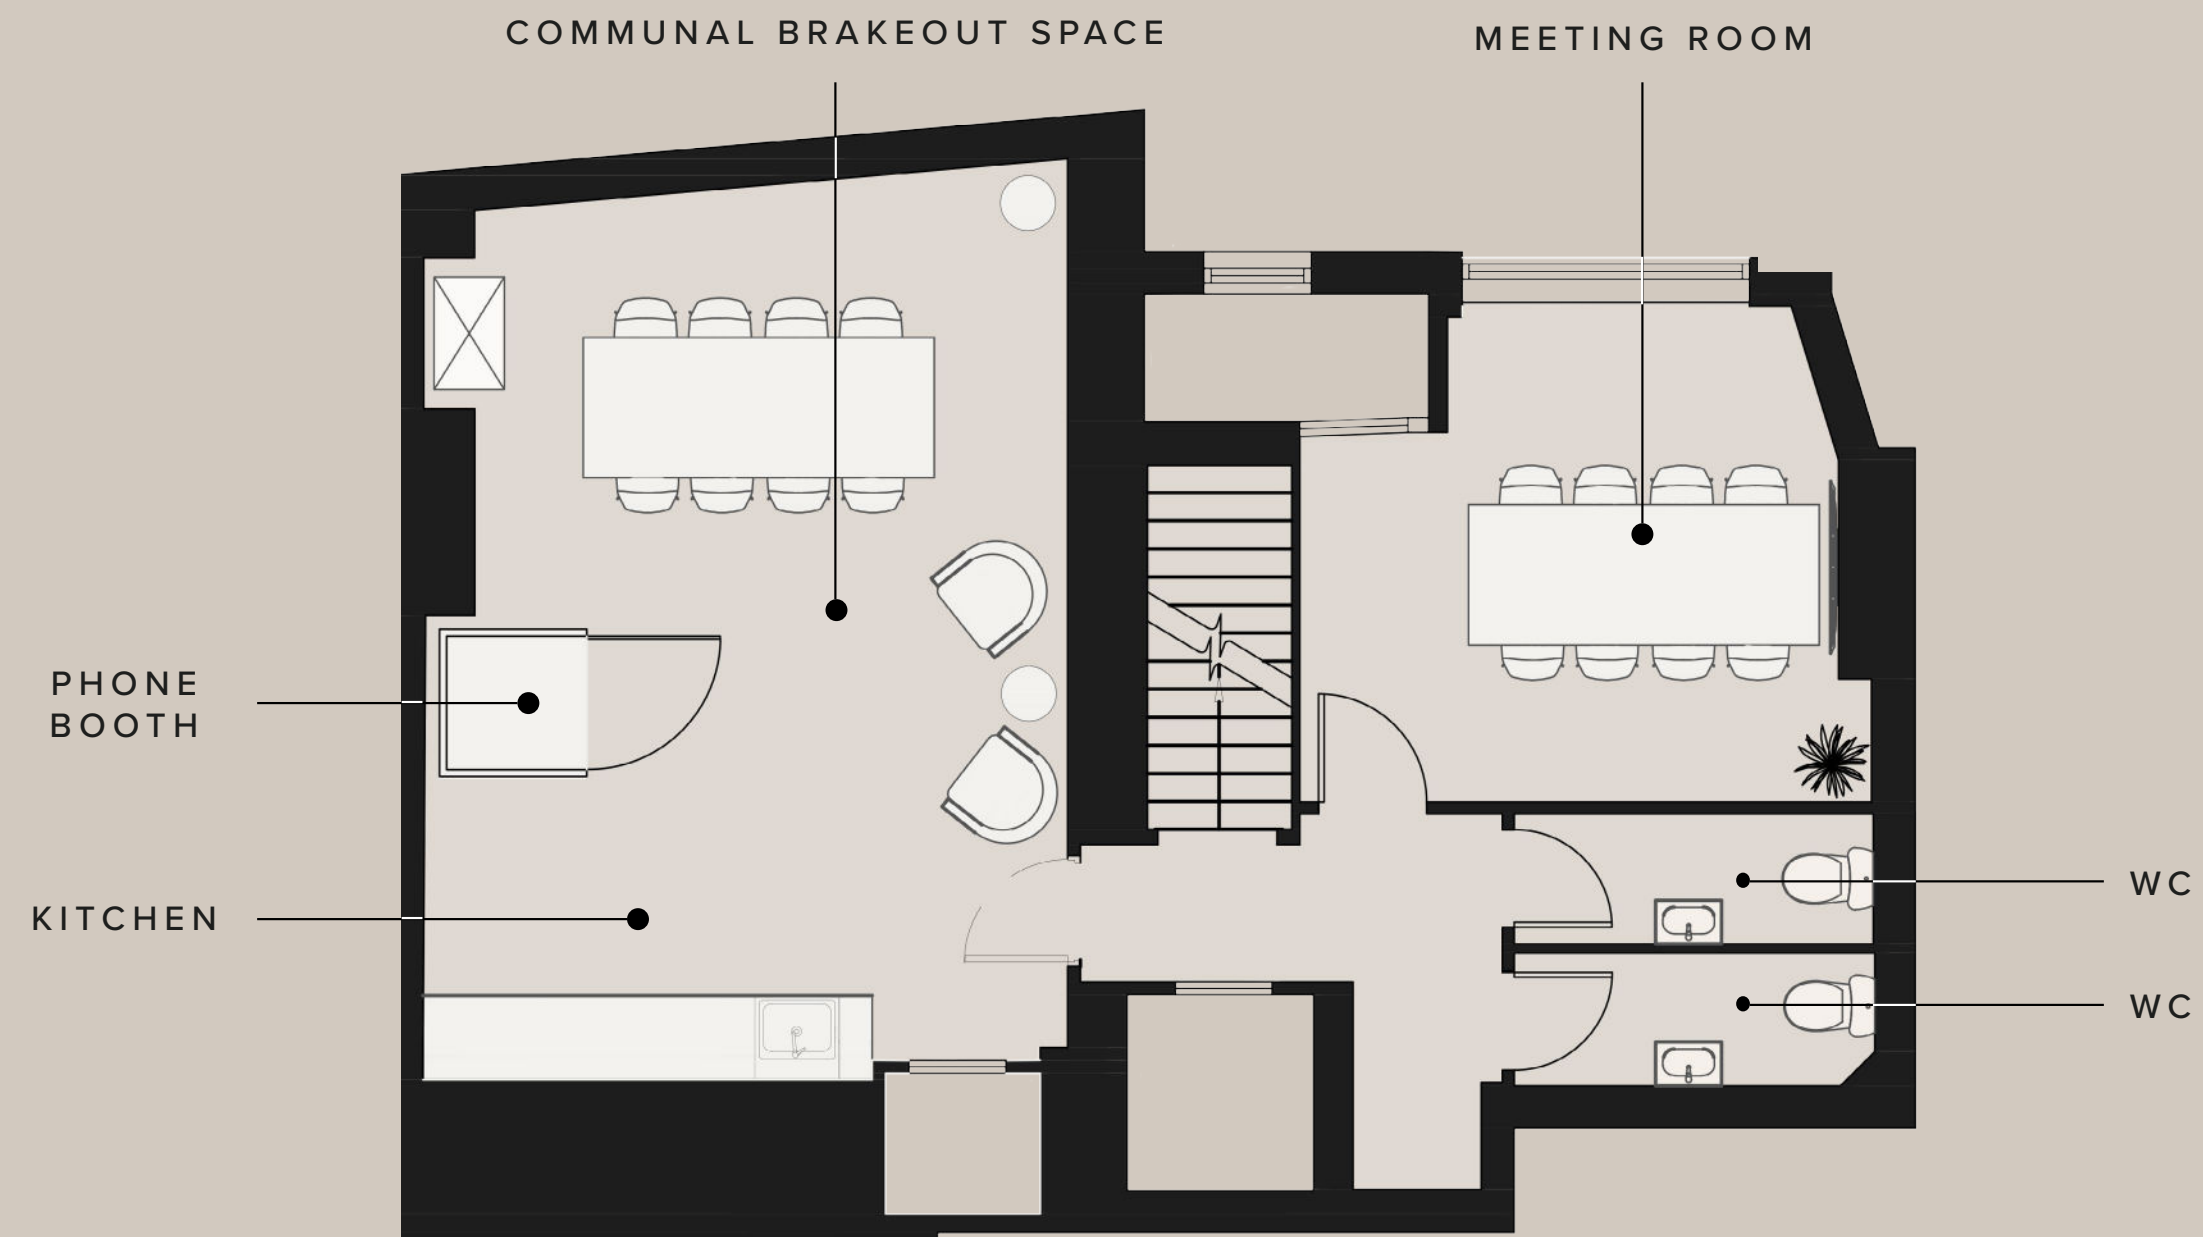 COMMUNAL BRAKEOUT SPACE
MEETING ROOM
PHONE
BOOTH
KITCHEN
WC
WC